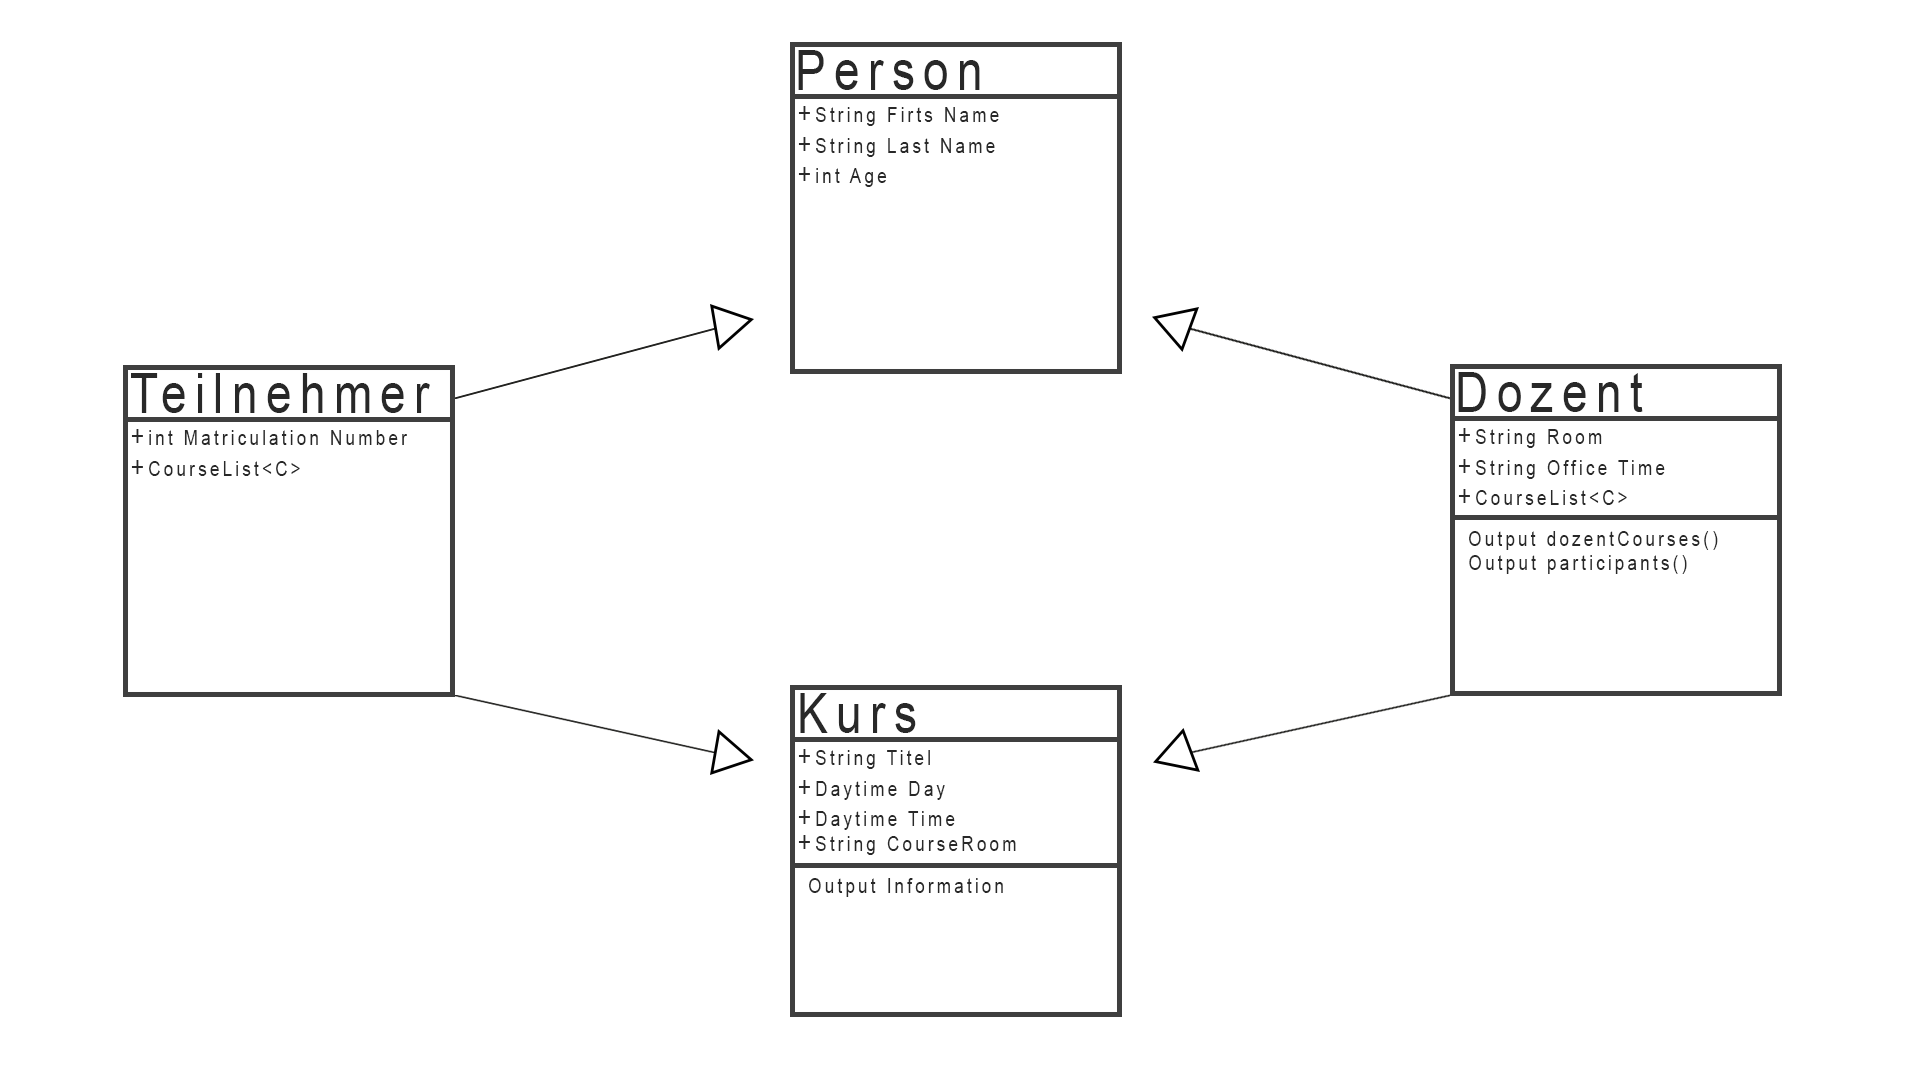 Person
+String Firts Name
+String Last Name
+int Age
Teilnehmer
+int Matriculation Number
+CourseList<C>
Dozent
+String Room
+String Office Time
+CourseList<C>
Output dozentCourses()
Output participants()
Kurs
+String Titel
+Daytime Day
+Daytime Time
+String CourseRoom
Output Information